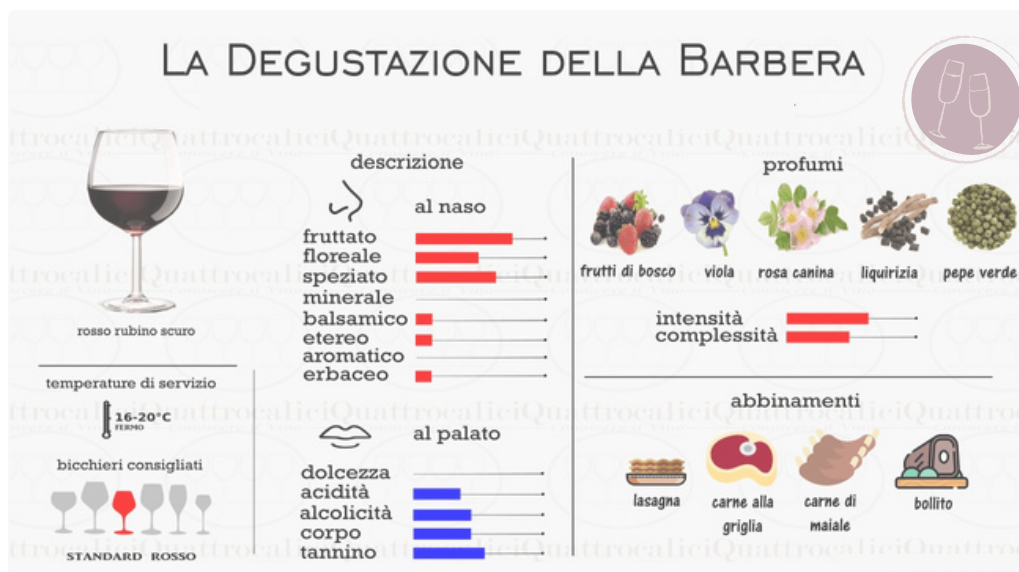 LA DEGUSTAZIONE DELLA BARBERA
rosso rubino scuro
temperature di servizio
16-20°C
FERMO
bicchieri consigliati
STANDARD ROSSO
descrizione
al naso
fruttato
floreale
speziato
minerale
balsamico
etereo
aromatico
erbaceo
al palato
dolcezza
acidità
alcolicità
corpo
tannino
profumi
frutti di bosco
viola
rosa canina
liquirizia
pepe verde
intensità
complessità
abbinamenti
lasagna
carne alla
griglia
carne di
maiale
bollito
QuattrocaliciQuattrocaliciQuattrocalici